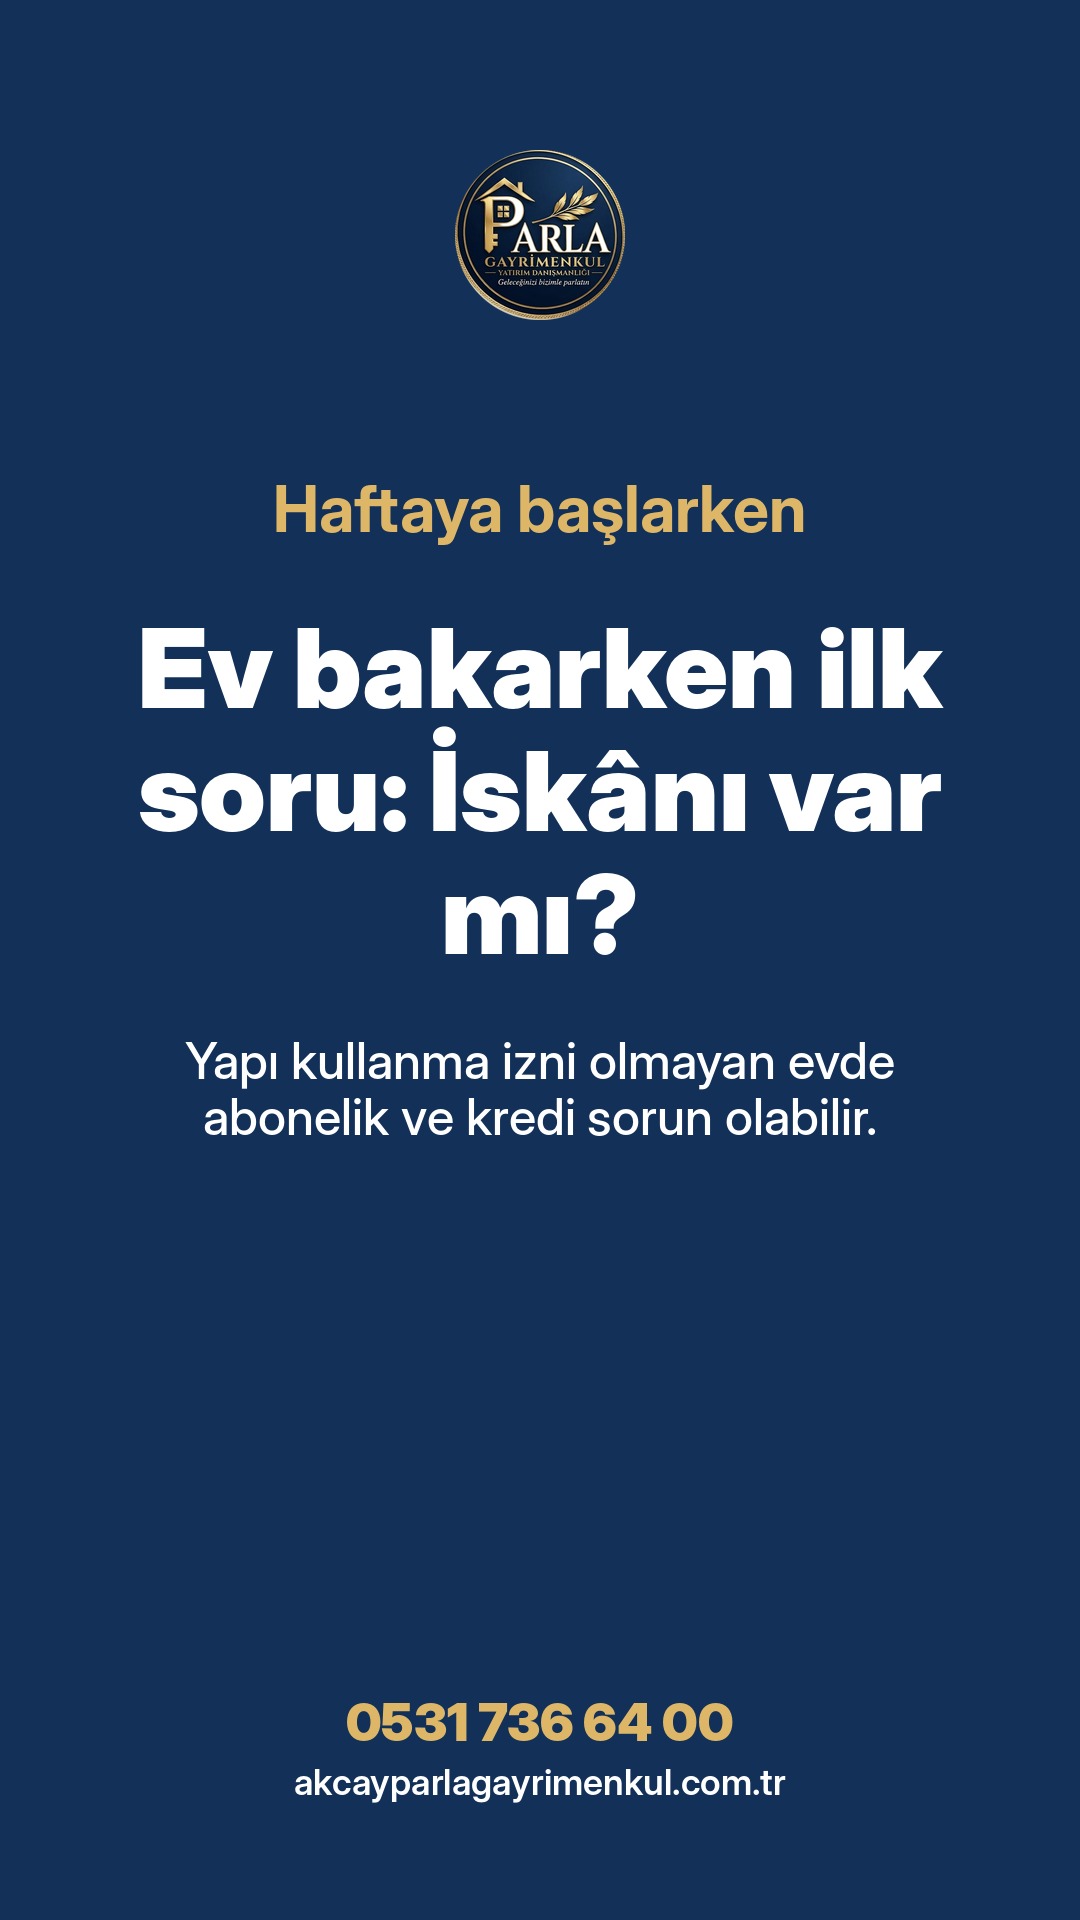 PARLA
GAYRİMENKUL
YATIRIM DANIŞMANLIĞI
Geleceğinizi bizimle parlatın
Haftaya başlarken
Ev bakarken ilk
soru: İskânı var
mı?
Yapı kullanma izni olmayan evde
abonelik ve kredi sorun olabilir.
0531 736 64 00
akcayparlagayrimenkul.com.tr